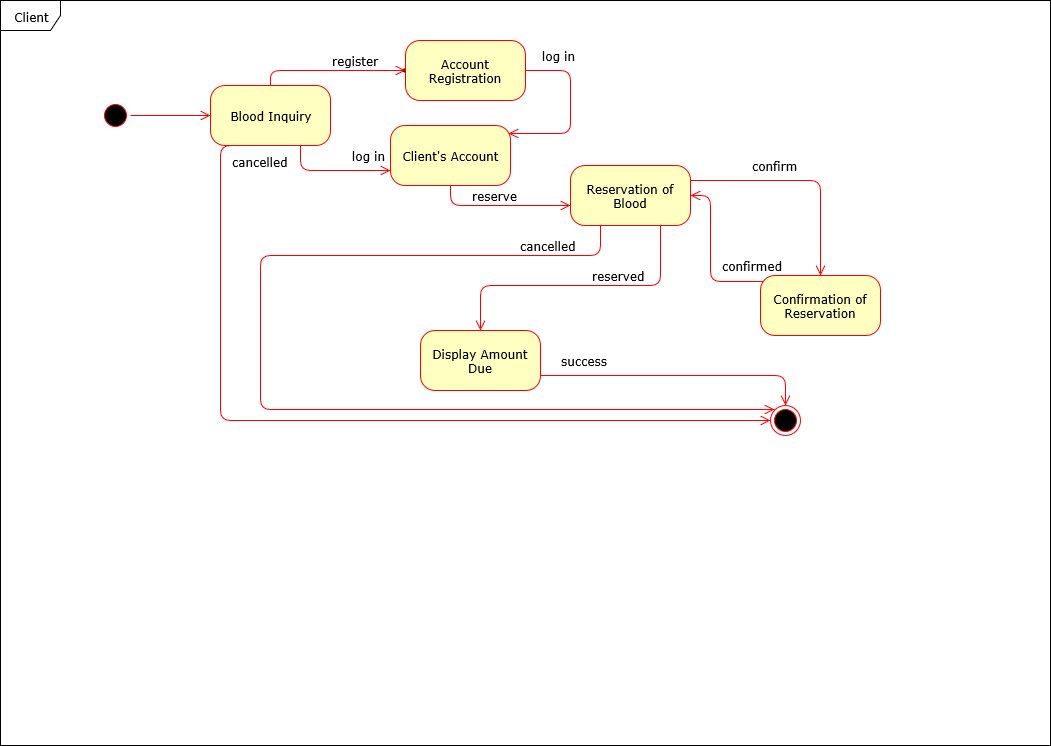 Client
register
Account
Registration
log in
Blood Inquiry
cancelled
log in
Client's Account
reserve
Reservation of
Blood
confirm
cancelled
reserved
confirmed
Confirmation of
Reservation
Display Amount
Due
success